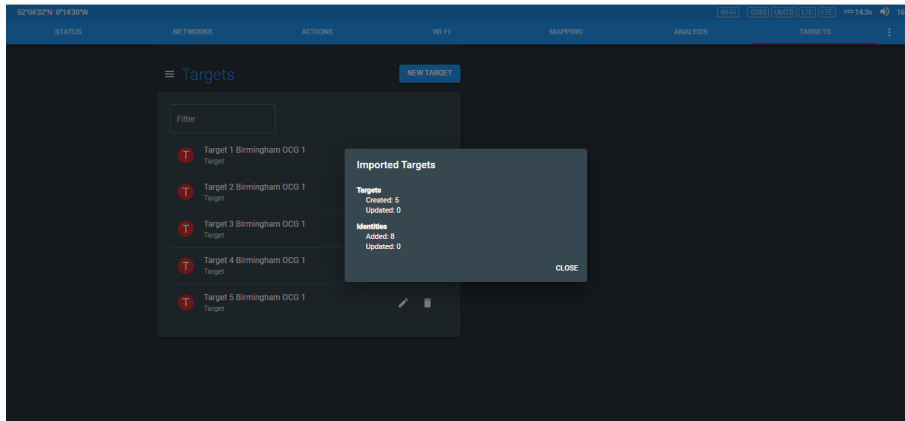 52°04'32"N 0°14'30"W
Wi-Fi GSM UMTS LTE LTE 14.3v 16
STATUS NETWORKS ACTIONS WI-FI MAPPING ANALYSIS TARGETS
Targets
NEW TARGET
Filter
T Target 1 Birmingham OCG 1
Target
T Target 2 Birmingham OCG 1
Target
T Target 3 Birmingham OCG 1
Target
T Target 4 Birmingham OCG 1
Target
T Target 5 Birmingham OCG 1
Target
Imported Targets
Targets
Created: 5
Updated: 0
Identities
Added: 8
Updated: 0
CLOSE